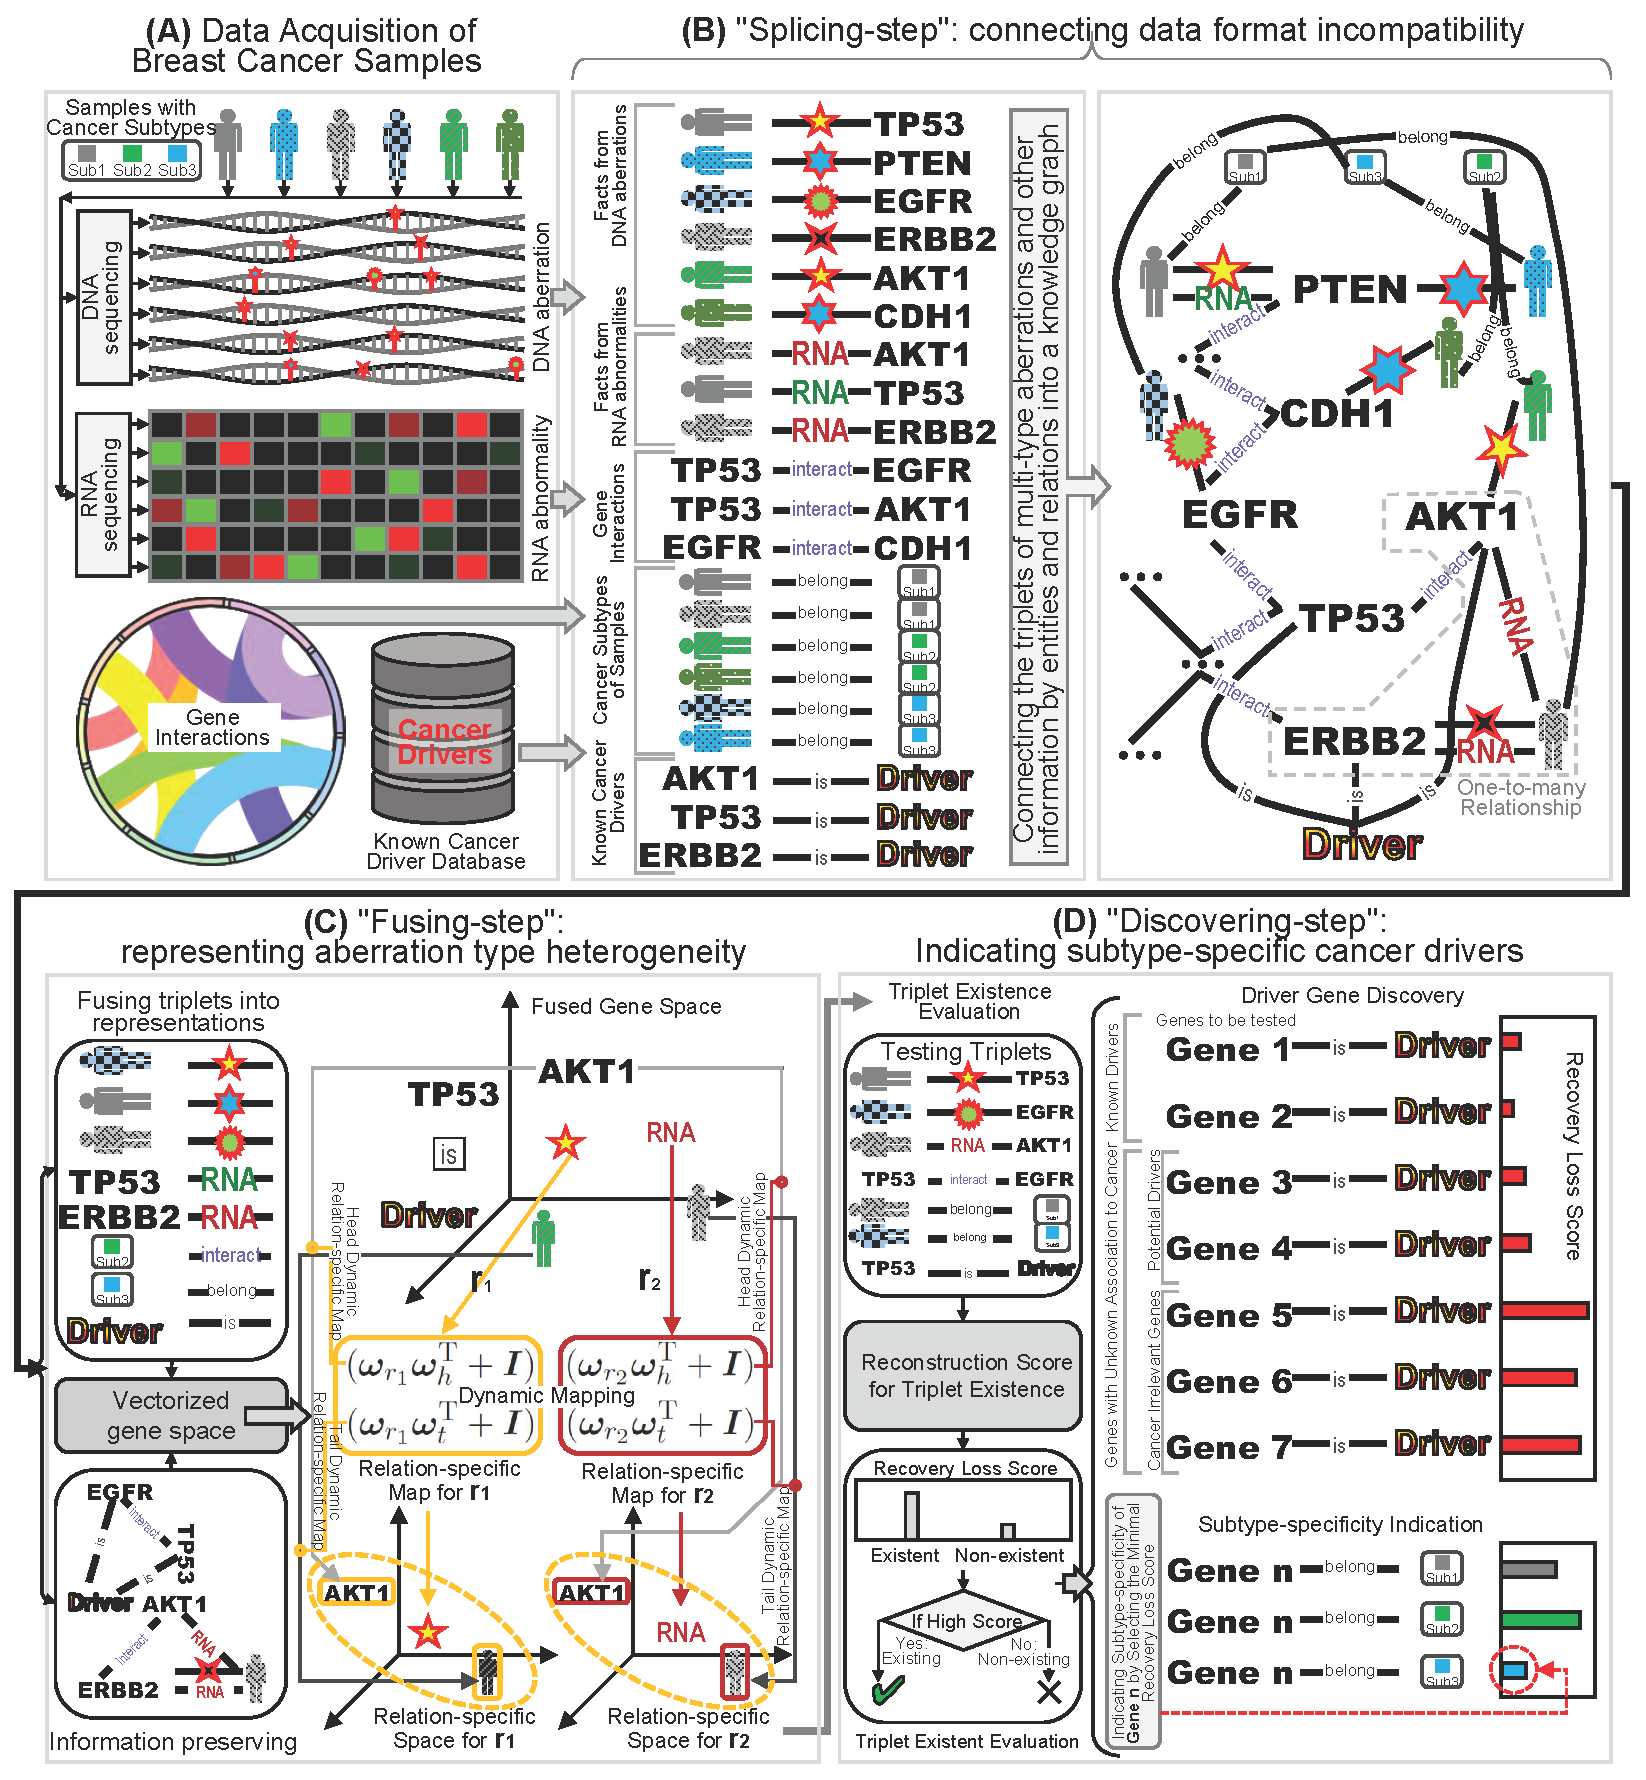 (A) Data Acquisition of
Breast Cancer Samples
Samples with
Cancer Subtypes
Sub1 Sub2 Sub3
DNA
sequencing
DNA aberration
RNA
sequencing
RNA abnormality
Gene
Interactions
Cancer
Drivers
Known Cancer
Driver Database
(B) "Splicing-step": connecting data format incompatibility
Facts from
DNA aberrations
TP53
PTEN
EGFR
ERBB2
AKT1
CDH1
Facts from
RNA abnormalities
RNA AKT1
RNA TP53
RNA ERBB2
Gene
Interactions
TP53 interact EGFR
TP53 interact AKT1
EGFR interact CDH1
Cancer Subtypes
of Samples
belong Sub1
belong Sub1
belong Sub2
belong Sub2
belong Sub3
belong Sub3
Known Cancer
Drivers
AKT1 is Driver
TP53 is Driver
ERBB2 is Driver
Connecting the triplets of multi-type aberrations and other
information by entities and relations into a knowledge graph
belong
belong
Sub1
Sub3
Sub2
belong
belong
RNA
PTEN
interact
belong
belong
interact
CDH1
interact
EGFR
AKT1
interact
interact
TP53
interact
RNA
interact
ERBB2
RNA
is
is
is
One-to-many
Relationship
Driver
(C) "Fusing-step":
representing aberration type heterogeneity
Fusing triplets into
representations
TP53
RNA
ERBB2
RNA
Sub2
interact
Sub3
belong
Driver
is
Vectorized
gene space
EGFR
is
interact
TP53
is
Driver
AKT1
Interact
RNA
ERBB2
RNA
Information preserving
Fused Gene Space
AKT1
TP53
is
RNA
Driver
Head Dynamic
Relation-specific Map
Head Dynamic
Relation-specific Map
r1
r2
(ωr1 ωhT + I)
(ωr2 ωhT + I)
Dynamic Mapping
(ωr1 ωtT + I)
(ωr2 ωtT + I)
Tail Dynamic
Relation-specific Map
Tail Dynamic
Relation-specific Map
Relation-specific
Map for r1
Relation-specific
Map for r2
AKT1
AKT1
RNA
Relation-specific
Space for r1
Relation-specific
Space for r2
(D) "Discovering-step":
Indicating subtype-specific cancer drivers
Triplet Existence
Evaluation
Testing Triplets
TP53
EGFR
RNA AKT1
TP53 interact EGFR
belong Sub1
belong Sub3
TP53 is Driver
Reconstruction Score
for Triplet Existence
Recovery Loss Score
Existent Non-existent
If High Score
Yes:
Existing
No:
Non-existing
Triplet Existent Evaluation
Driver Gene Discovery
Genes to be tested
Known Drivers
Genes with Unknown Association to Cancer
Potential Drivers
Cancer Irrelevant Genes
Gene 1 is Driver
Gene 2 is Driver
Gene 3 is Driver
Gene 4 is Driver
Gene 5 is Driver
Gene 6 is Driver
Gene 7 is Driver
Recovery Loss
Score
Indicating Subtype-specificity of
Gene n by Selecting the Minimal
Recovery Loss Score
Subtype-specificity Indication
Gene n belong Sub1
Gene n belong Sub2
Gene n belong Sub3